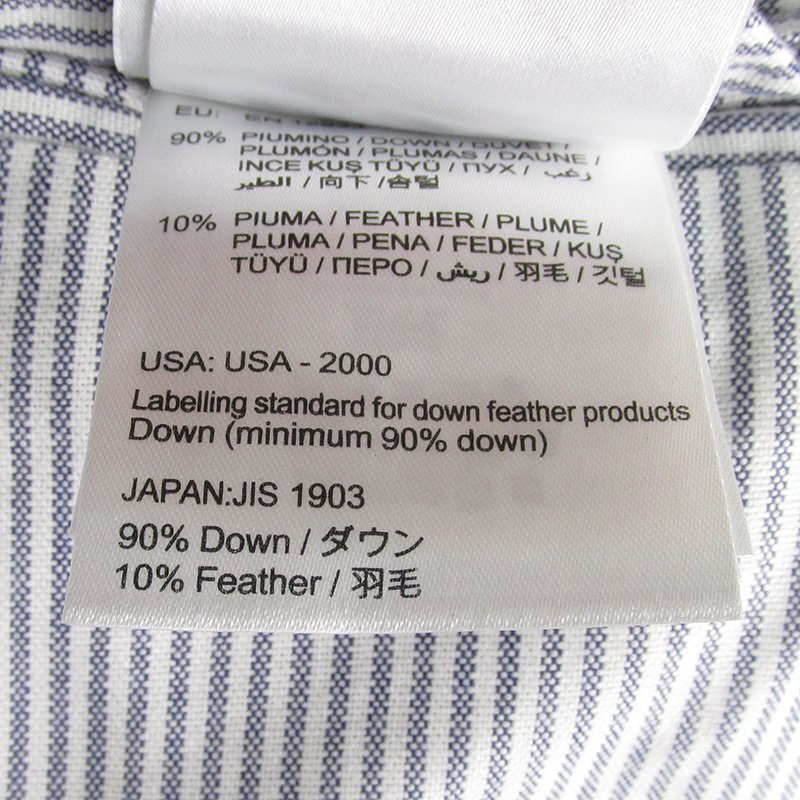 EU:
90% PIUMINO / DOWN / DUVET /
PLUMÓN / PLUMAS / DAUNE /
INCE KUŞ TÜYÜ / ПУХ / زغب
الطير / 向下 / 솜털
10% PIUMA / FEATHER / PLUME /
PLUMA / PENA / FEDER / KUŞ
TÜYÜ / ПЕРО / ريش / 羽毛 / 깃털
USA: USA - 2000
Labelling standard for down feather products
Down (minimum 90% down)
JAPAN:JIS 1903
90% Down / ダウン
10% Feather / 羽毛